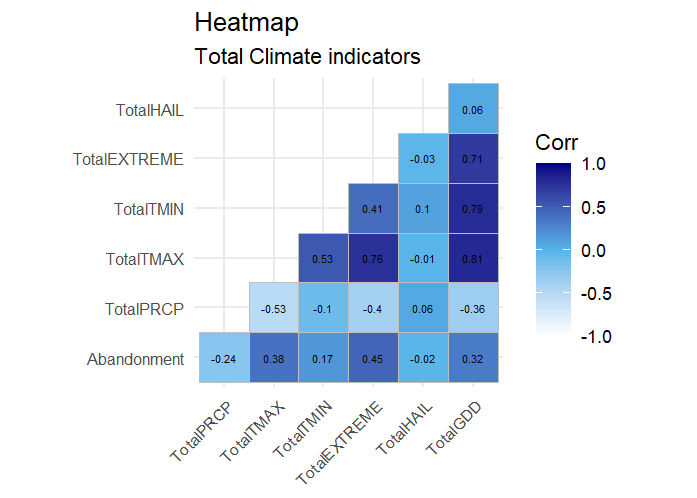 Heatmap
Total Climate indicators
TotalHAIL 0.06
TotalEXTREME -0.03 0.71
TotalTMIN 0.41 0.1 0.79
TotalTMAX 0.53 0.76 -0.01 0.81
TotalPRCP -0.53 -0.1 -0.4 0.06 -0.36
Abandonment -0.24 0.38 0.17 0.45 -0.02 0.32
TotalPRCP TotalTMAX TotalTMIN TotalEXTREME TotalHAIL TotalGDD
Corr
1.0
0.5
0.0
-0.5
-1.0